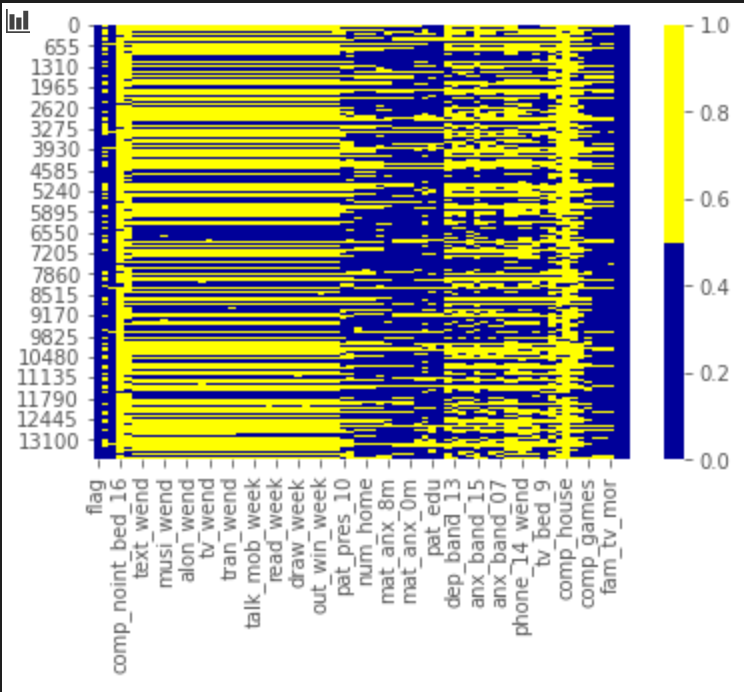 0
655
1310
1965
2620
3275
3930
4585
5240
5895
6550
7205
7860
8515
9170
9825
10480
11135
11790
12445
13100
1.0
0.8
0.6
0.4
0.2
0.0
flag
comp_noint_bed_16
text_wend
musi_wend
alon_wend
tv_wend
tran_wend
talk_mob_week
read_week
draw_week
out_win_week
pat_pres_10
num_home
mat_anx_8m
mat_anx_0m
pat_edu
dep_band_13
anx_band_15
anx_band_07
phone_14_wend
tv_bed_9
comp_house
comp_games
fam_tv_mor